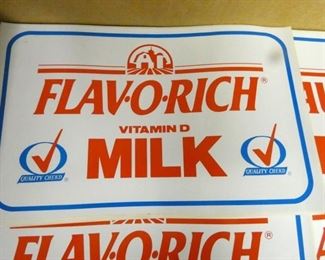 FLAV·O·RICH®
VITAMIN D
MILK
QUALITY CHEKD
QUALITY CHEKD
FLAV·O·RICH®